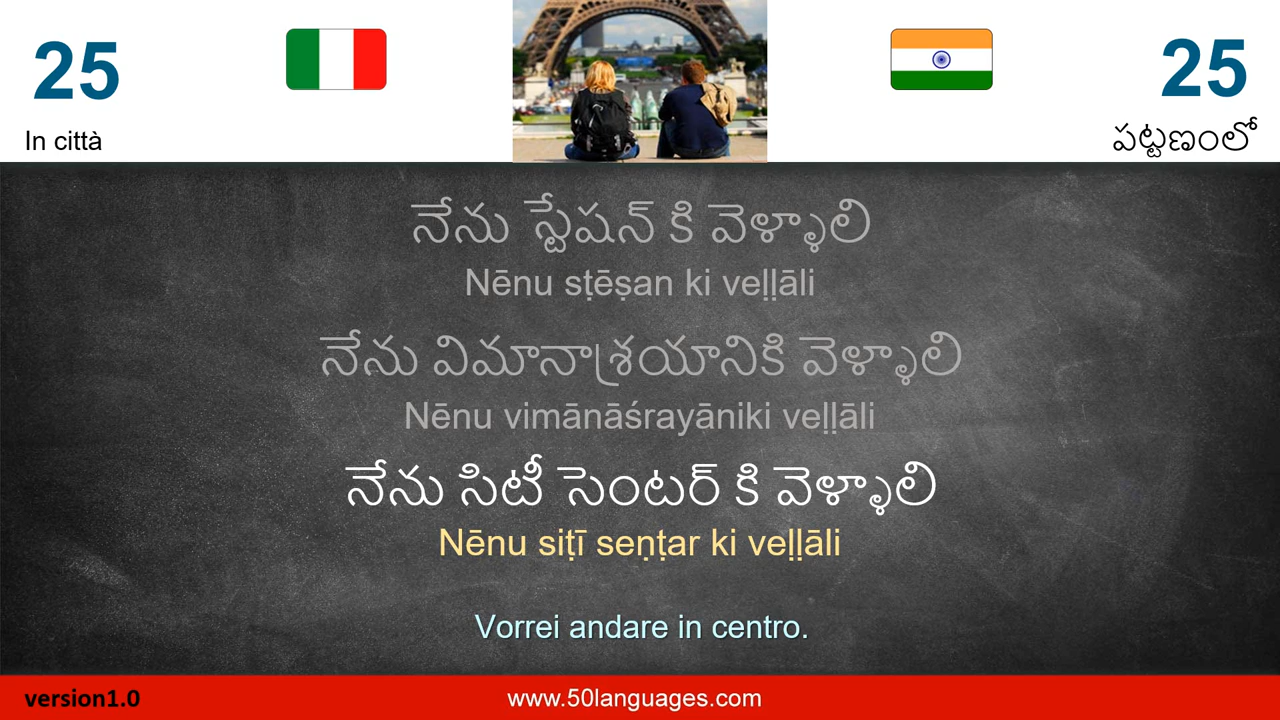 25
25
In città
పట్టణంలో
నేను స్టేషన్ కి వెళ్ళాలి
Nēnu sṭēṣan ki veḷḷāli
నేను విమానాశ్రయానికి వెళ్ళాలి
Nēnu vimānāśrayāniki veḷḷāli
నేను సిటీ సెంటర్ కి వెళ్ళాలి
Nēnu siṭī seṇṭar ki veḷḷāli
Vorrei andare in centro.
version1.0
www.50languages.com